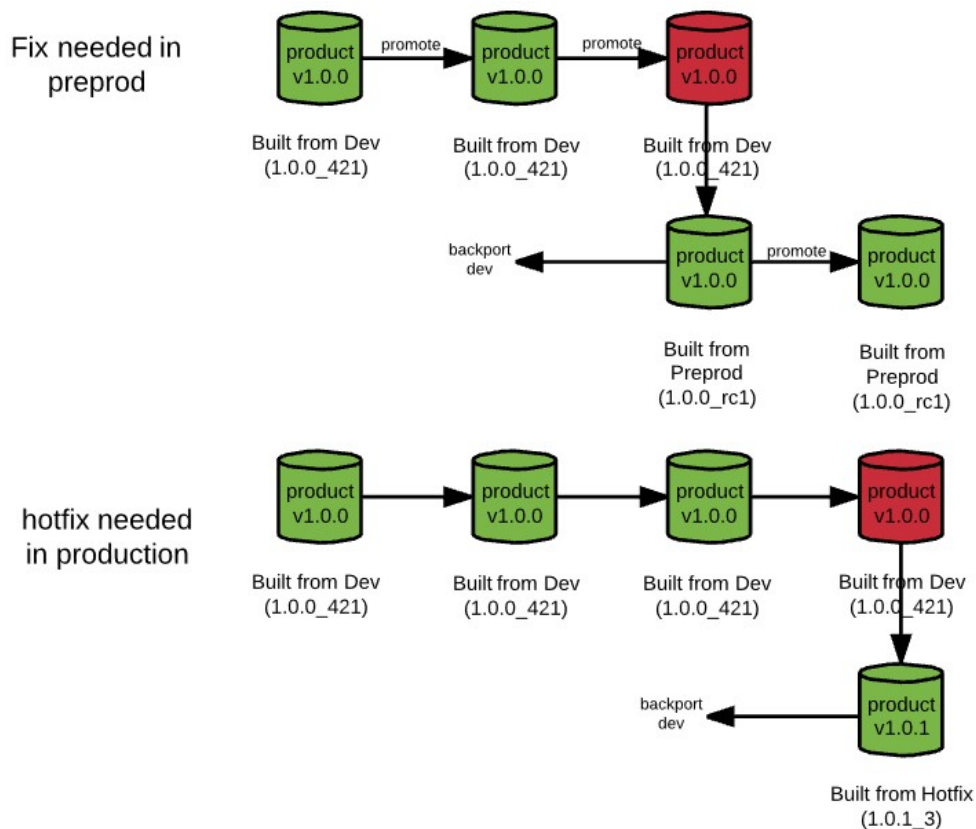 Fix needed in
preprod
product
v1.0.0
promote
product
v1.0.0
promote
product
v1.0.0
Built from Dev
(1.0.0_421)
Built from Dev
(1.0.0_421)
Built from Dev
(1.0.0_421)
backport
dev
product
v1.0.0
promote
product
v1.0.0
Built from
Preprod
(1.0.0_rc1)
Built from
Preprod
(1.0.0_rc1)
hotfix needed
in production
product
v1.0.0
product
v1.0.0
product
v1.0.0
product
v1.0.0
Built from Dev
(1.0.0_421)
Built from Dev
(1.0.0_421)
Built from Dev
(1.0.0_421)
Built from Dev
(1.0.0_421)
backport
dev
product
v1.0.1
Built from Hotfix
(1.0.1_3)